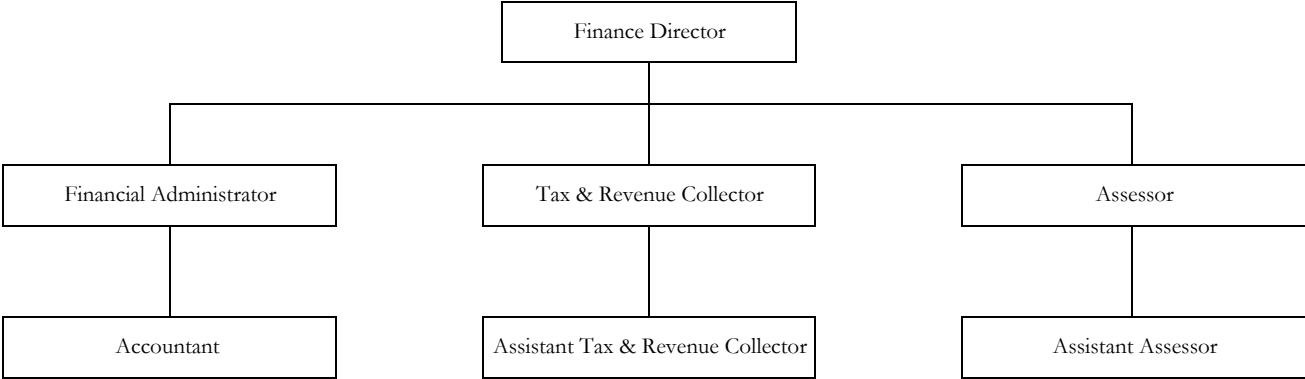 Finance Director
Financial Administrator
Tax & Revenue Collector
Assessor
Accountant
Assistant Tax & Revenue Collector
Assistant Assessor